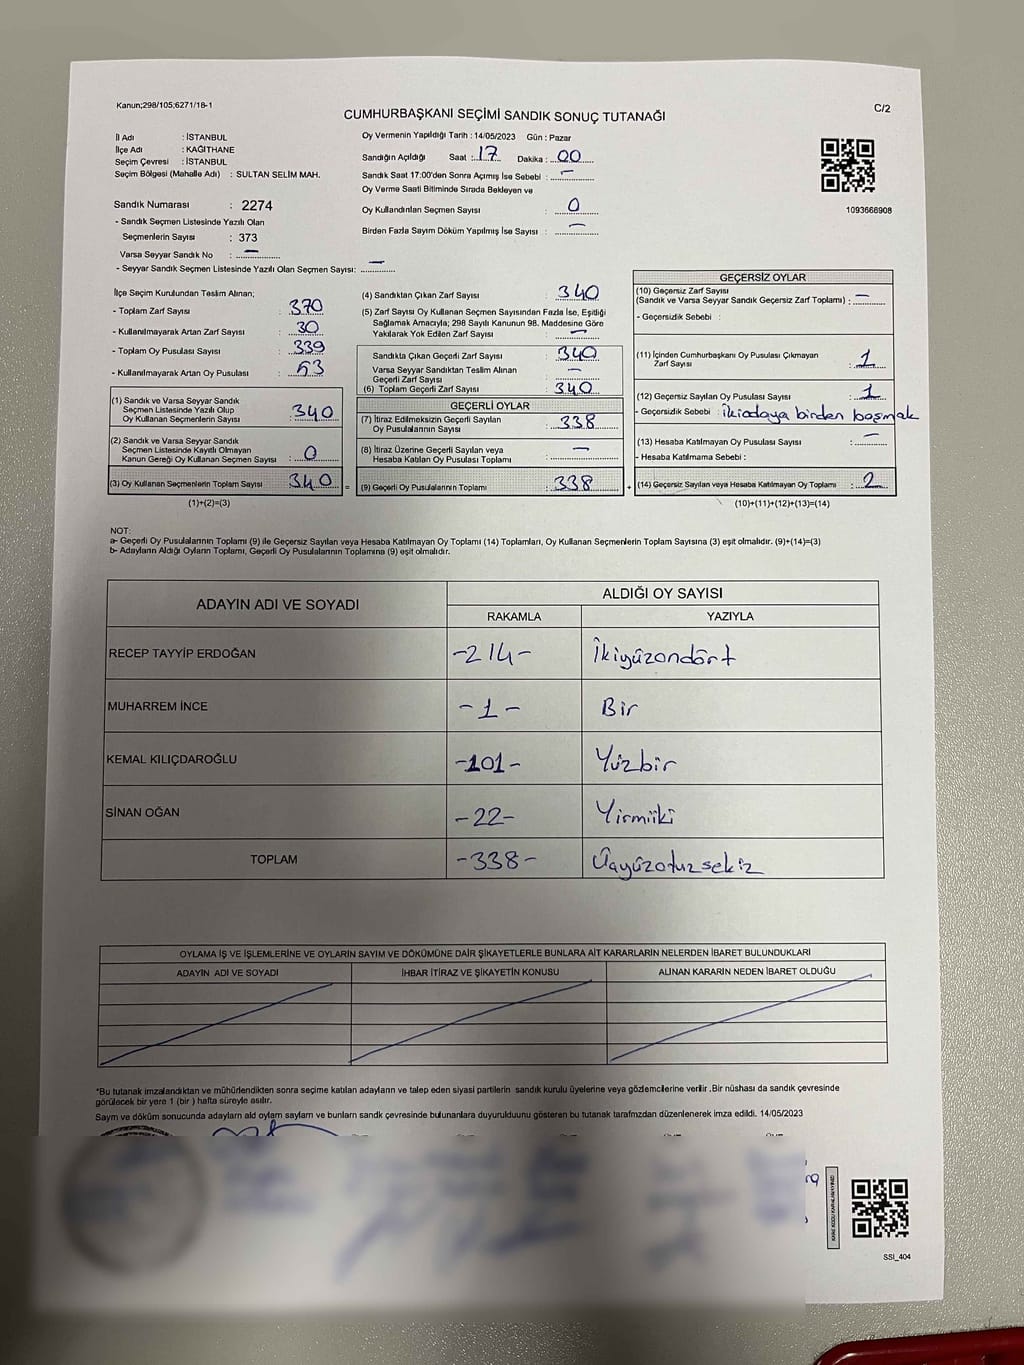 Kanun;298/105;6271/18-1
C/2
CUMHURBAŞKANI SEÇİMİ SANDIK SONUÇ TUTANAĞI
İl Adı : İSTANBUL
İlçe Adı : KAĞITHANE
Seçim Çevresi : İSTANBUL
Seçim Bölgesi (Mahalle Adı) : SULTAN SELİM MAH.
Oy Vermenin Yapıldığı Tarih : 14/05/2023 Gün : Pazar
Sandığın Açıldığı Saat : 17 Dakika : 00
Sandık Saat 17:00'den Sonra Açımış İse Sebebi : —
Oy Verme Saati Bitiminde Sırada Bekleyen ve
Oy Kullandırılan Seçmen Sayısı : 0
Birden Fazla Sayım Döküm Yapılmış İse Sayısı : —
1093666908
Sandık Numarası : 2274
- Sandık Seçmen Listesinde Yazılı Olan
Seçmenlerin Sayısı : 373
Varsa Seyyar Sandık No : —
- Seyyar Sandık Seçmen Listesinde Yazılı Olan Seçmen Sayısı: —
İlçe Seçim Kurulundan Teslim Alınan;
- Toplam Zarf Sayısı : 370
- Kullanılmayarak Artan Zarf Sayısı : 30
- Toplam Oy Pusulası Sayısı : 339
- Kullanılmayarak Artan Oy Pusulası : 53
(1) Sandık ve Varsa Seyyar Sandık
Seçmen Listesinde Yazılı Olup
Oy Kullanan Seçmenlerin Sayısı : 340
(2) Sandık ve Varsa Seyyar Sandık
Seçmen Listesinde Kayıtlı Olmayan
Kanun Gereği Oy Kullanan Seçmen Sayısı : 0
(3) Oy Kullanan Seçmenlerin Toplam Sayısı : 340
(1)+(2)=(3)
(4) Sandıktan Çıkan Zarf Sayısı : 340
(5) Zarf Sayısı Oy Kullanan Seçmen Sayısından Fazla İse, Eşitliği
Sağlamak Amacıyla; 298 Sayılı Kanunun 98. Maddesine Göre
Yakılarak Yok Edilen Zarf Sayısı : —
Sandıkta Çıkan Geçerli Zarf Sayısı : 340
Varsa Seyyar Sandıktan Teslim Alınan
Geçerli Zarf Sayısı : —
(6) Toplam Geçerli Zarf Sayısı : 340
GEÇERLİ OYLAR
(7) İtiraz Edilmeksizin Geçerli Sayılan
Oy Pusulalarının Sayısı : 338
(8) İtiraz Üzerine Geçerli Sayılan veya
Hesaba Katılan Oy Pusulası Toplamı : —
= (9) Geçerli Oy Pusulalarının Toplamı : 338 +
GEÇERSİZ OYLAR
(10) Geçersiz Zarf Sayısı
(Sandık ve Varsa Seyyar Sandık Geçersiz Zarf Toplamı) : —
- Geçersizlik Sebebi :
(11) İçinden Cumhurbaşkanı Oy Pusulası Çıkmayan
Zarf Sayısı : 1
(12) Geçersiz Sayılan Oy Pusulası Sayısı : 1
- Geçersizlik Sebebi : İkiadaya birden basmak
(13) Hesaba Katılmayan Oy Pusulası Sayısı : —
- Hesaba Katılmama Sebebi :
(14) Geçersiz Sayılan veya Hesaba Katılmayan Oy Toplamı : 2
(10)+(11)+(12)+(13)=(14)
NOT:
a- Geçerli Oy Pusulalarının Toplamı (9) ile Geçersiz Sayılan veya Hesaba Katılmayan Oy Toplamı (14) Toplamları, Oy Kullanan Seçmenlerin Toplam Sayısına (3) eşit olmalıdır. (9)+(14)=(3)
b- Adayların Aldığı Oyların Toplamı, Geçerli Oy Pusulalarının Toplamına (9) eşit olmalıdır.
ADAYIN ADI VE SOYADI
ALDIĞI OY SAYISI
RAKAMLA YAZIYLA
RECEP TAYYİP ERDOĞAN -214- İkiyüzondört
MUHARREM İNCE -1- Bir
KEMAL KILIÇDAROĞLU -101- Yüzbir
SİNAN OĞAN -22- Yirmiiki
TOPLAM -338- Üçyüzotuzsekiz
OYLAMA İŞ VE İŞLEMLERİNE VE OYLARIN SAYIM VE DÖKÜMÜNE DAİR ŞİKAYETLERLE BUNLARA AİT KARARLARIN NELERDEN İBARET BULUNDUKLARI
ADAYIN ADI VE SOYADI İHBAR İTİRAZ VE ŞİKAYETİN KONUSU ALINAN KARARIN NEDEN İBARET OLDUĞU
*Bu tutanak imzalandıktan ve mühürlendikten sonra seçime katılan adayların ve talep eden siyasi partilerin sandık kurulu üyelerine veya gözlemcilerine verilir .Bir nüshası da sandık çevresinde
görülecek bir yere 1 (bir ) hafta süreyle asılır.
Saym ve döküm sonucunda adayların ald oylarn sayların ve bunların sandk çevresinde bulunanlara duyurulduunu gösteren bu tutanak tarafmzdan düzenlenerek imza edildi. 14/05/2023
SSI_404